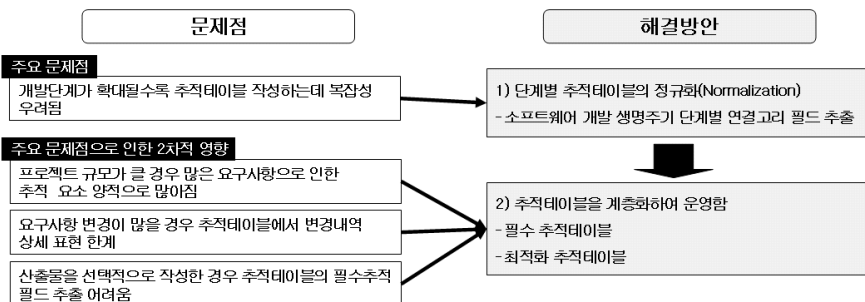 문제점
해결방안
주요 문제점
개발단계가 확대될수록 추적테이블 작성하는데 복잡성
우려됨
1) 단계별 추적테이블의 정규화(Normalization)
- 소프트웨어 개발 생명주기 단계별 연결고리 필드 추출
주요 문제점으로 인한 2차적 영향
프로젝트 규모가 클 경우 많은 요구사항으로 인한
추적 요소 양적으로 많아짐
요구사항 변경이 많을 경우 추적테이블에서 변경내역
상세 표현 한계
산출물을 선택적으로 작성한 경우 추적테이블의 필수추적
필드 추출 어려움
2) 추적테이블을 계층화하여 운영함
- 필수 추적테이블
- 최적화 추적테이블